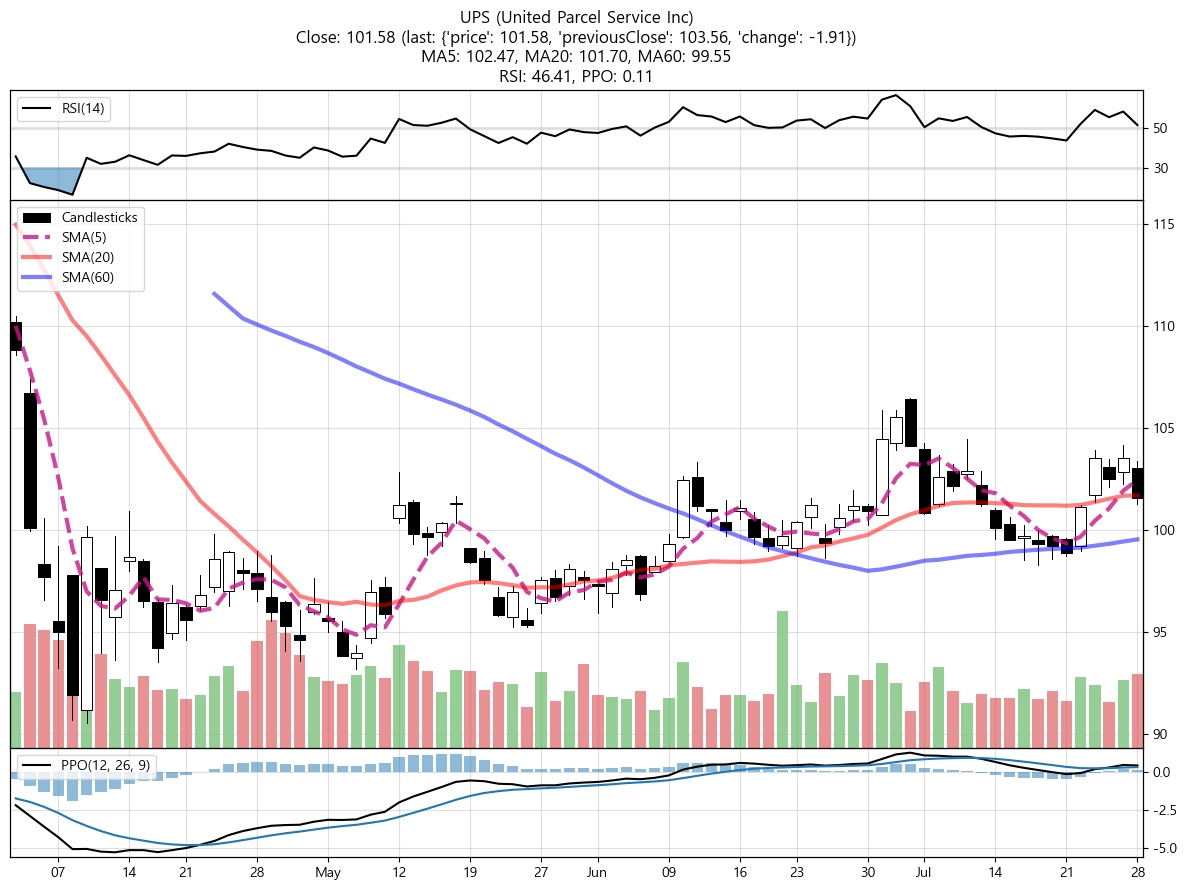 UPS (United Parcel Service Inc)
Close: 101.58 (last: {'price': 101.58, 'previousClose': 103.56, 'change': -1.91})
MA5: 102.47, MA20: 101.70, MA60: 99.55
RSI: 46.41, PPO: 0.11
RSI(14)
50
30
Candlesticks
SMA(5)
SMA(20)
SMA(60)
115
110
105
100
95
90
PPO(12, 26, 9)
0.0
-2.5
-5.0
07 14 21 28 May 12 19 27 Jun 09 16 23 30 Jul 14 21 28